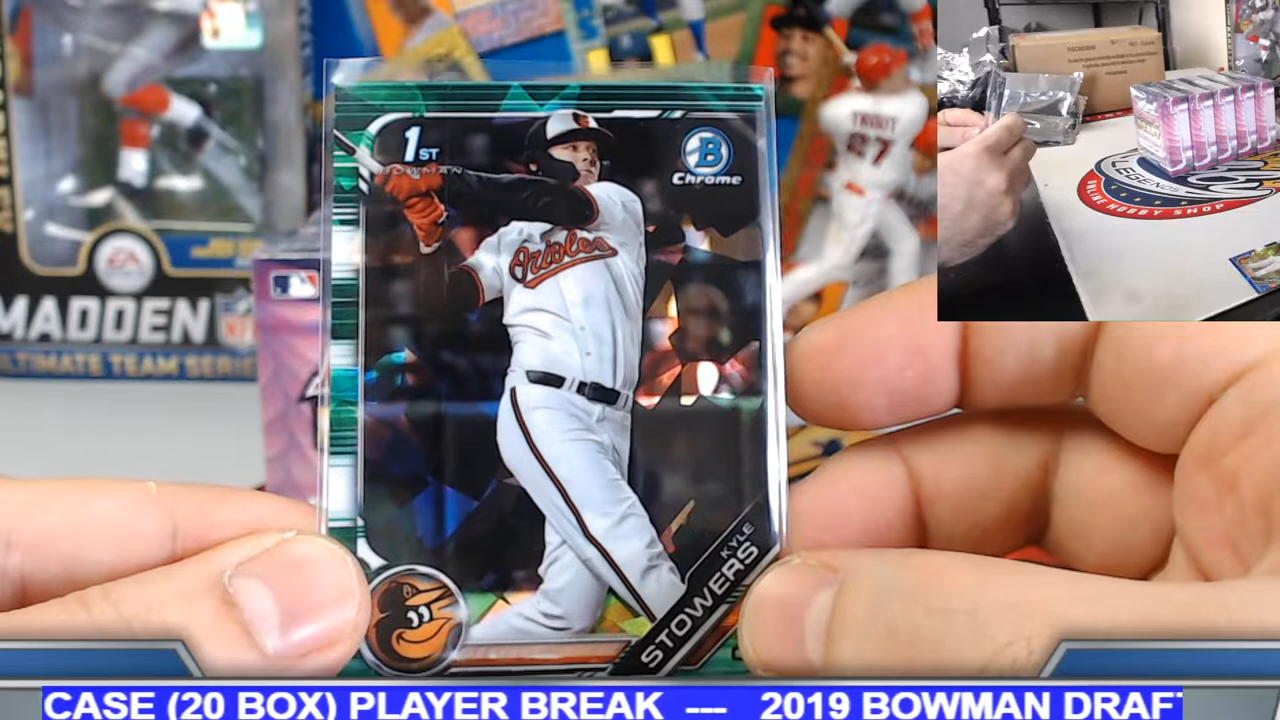 1ST
BOWMAN
B
Chrome
Orioles
KYLE
STOWERS
TROUT
27
EA
MADDEN
NFL
ULTIMATE TEAM SERIES
LEGENDS
ONLINE HOBBY SHOP
CASE (20 BOX) PLAYER BREAK --- 2019 BOWMAN DRAFT